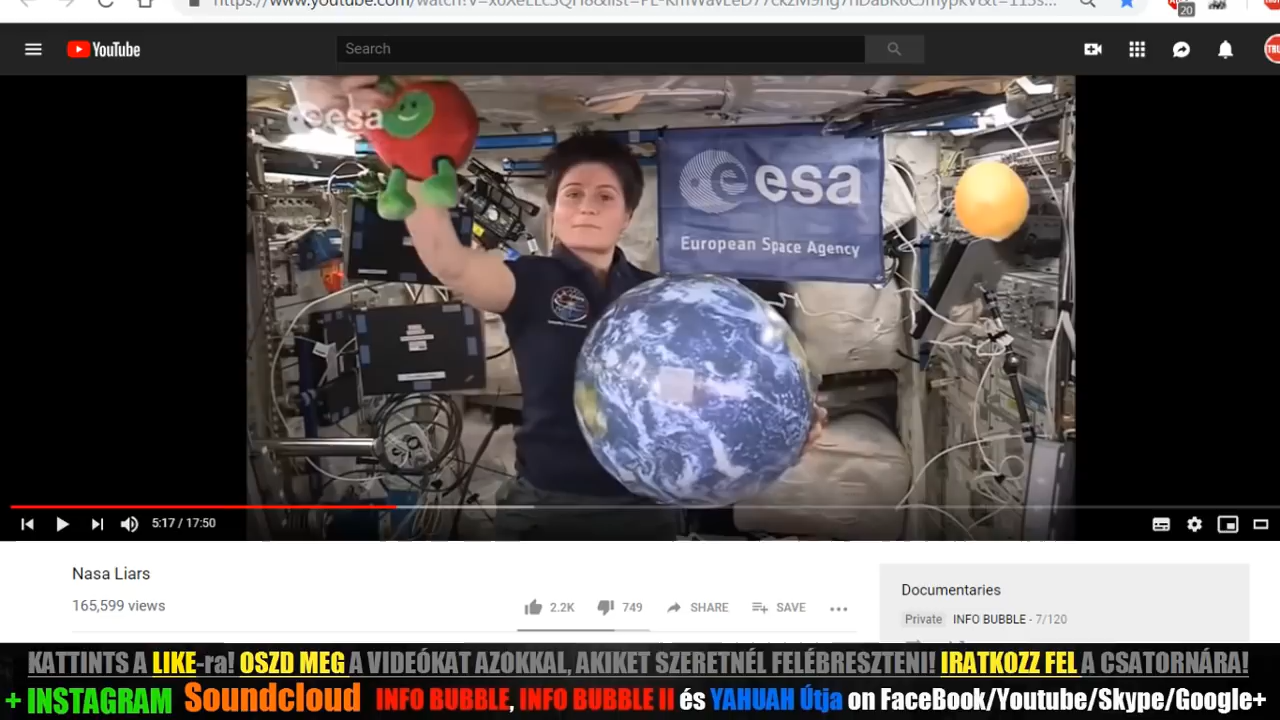 YouTube
Search
20
esa
esa
European Space Agency
5:17 / 17:50
Nasa Liars
165,599 views
2.2K
749
SHARE
SAVE
Documentaries
Private INFO BUBBLE - 7/120
KATTINTS A LIKE-ra! OSZD MEG A VIDEÓKAT AZOKKAL, AKIKET SZERETNÉL FELÉBRESZTENI! IRATKOZZ FEL A CSATORNÁRA!
+ INSTAGRAM Soundcloud INFO BUBBLE, INFO BUBBLE II és YAHUAH Útja on FaceBook/Youtube/Skype/Google+